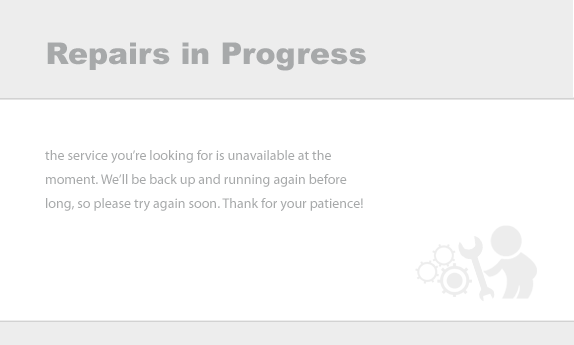 Repairs in Progress
the service you're looking for is unavailable at the
moment. We'll be back up and running again before
long, so please try again soon. Thank for your patience!